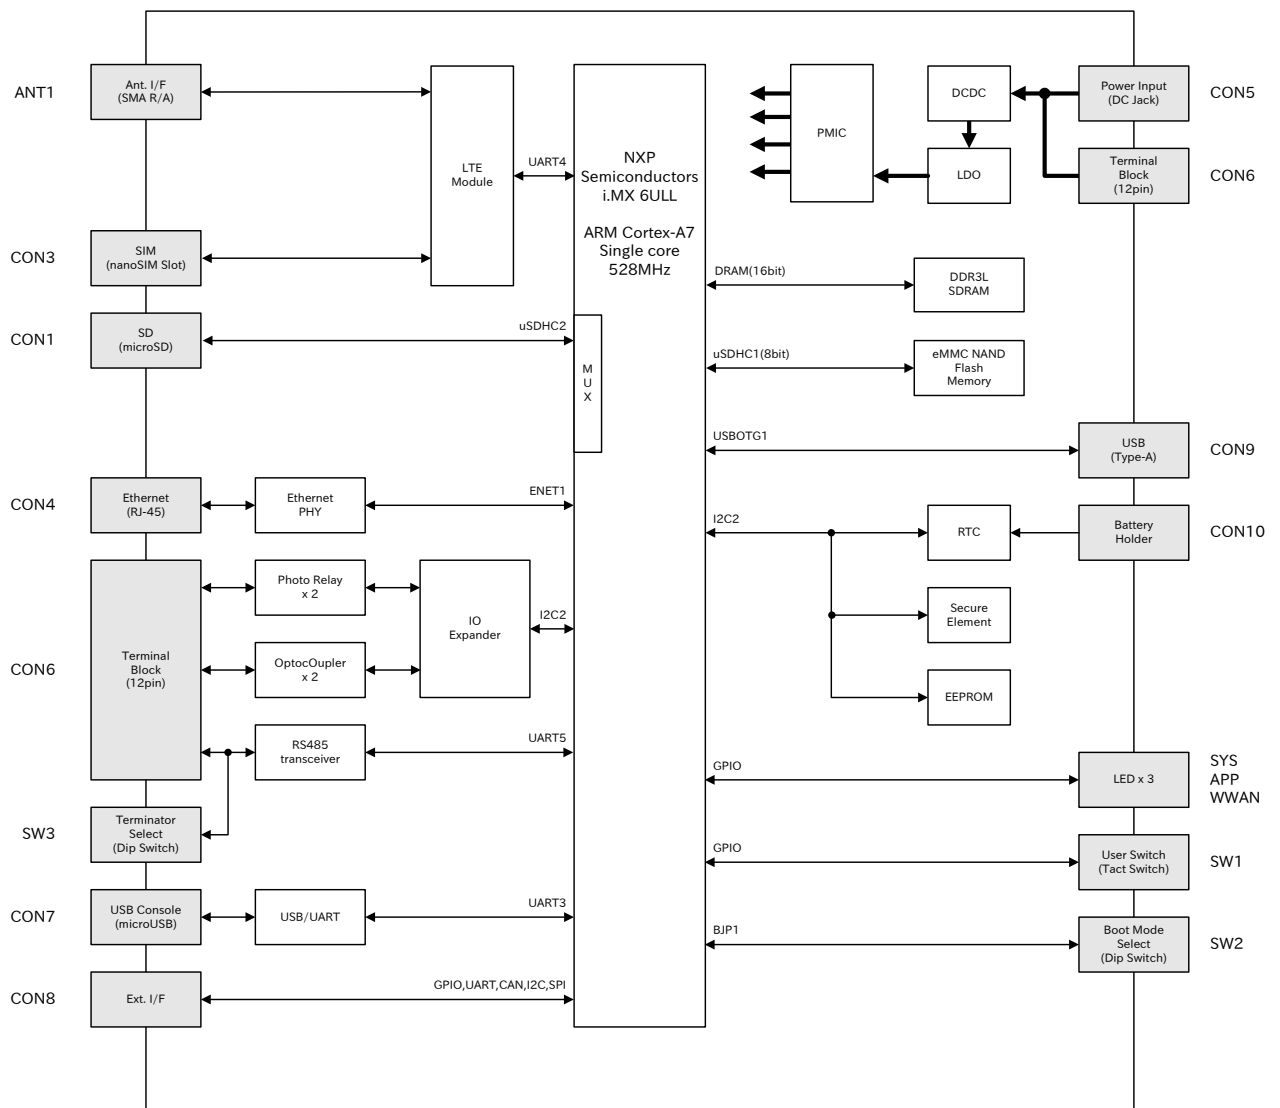 ANT1
Ant. I/F
(SMA R/A)
LTE
Module
UART4
CON3
SIM
(nanoSIM Slot)
CON1
SD
(microSD)
uSDHC2
M
U
X
CON4
Ethernet
(RJ-45)
Ethernet
PHY
ENET1
CON6
Terminal
Block
(12pin)
Photo Relay
x 2
OptocOupler
x 2
IO
Expander
I2C2
RS485
transceiver
UART5
SW3
Terminator
Select
(Dip Switch)
CON7
USB Console
(microUSB)
USB/UART
UART3
CON8
Ext. I/F
GPIO,UART,CAN,I2C,SPI
NXP
Semiconductors
i.MX 6ULL
ARM Cortex-A7
Single core
528MHz
PMIC
DCDC
LDO
Power Input
(DC Jack)
CON5
Terminal
Block
(12pin)
CON6
DRAM(16bit)
DDR3L
SDRAM
uSDHC1(8bit)
eMMC NAND
Flash
Memory
USBOTG1
USB
(Type-A)
CON9
I2C2
RTC
Battery
Holder
CON10
Secure
Element
EEPROM
GPIO
LED x 3
SYS
APP
WWAN
GPIO
User Switch
(Tact Switch)
SW1
BJP1
Boot Mode
Select
(Dip Switch)
SW2